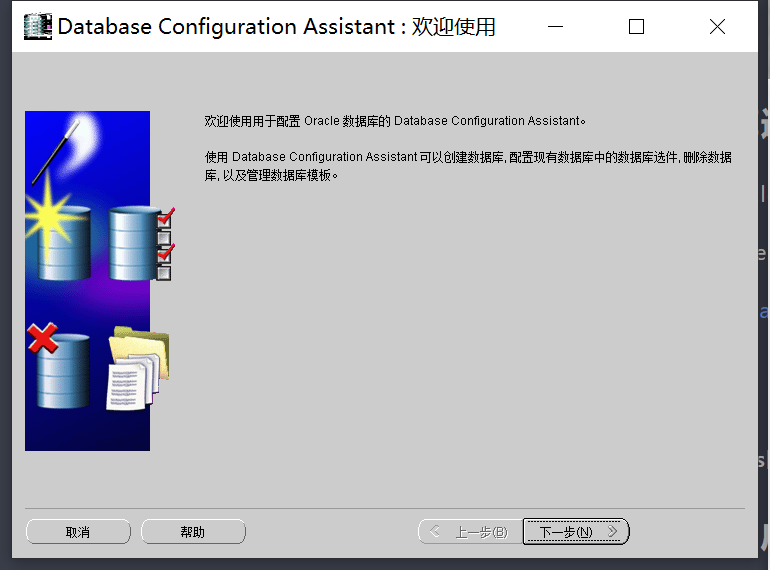 Database Configuration Assistant : 欢迎使用
欢迎使用用于配置 Oracle 数据库的 Database Configuration Assistant。
使用 Database Configuration Assistant 可以创建数据库, 配置现有数据库中的数据库选件, 删除数据
库, 以及管理数据库模板。
取消
帮助
上一步(B)
下一步(N)